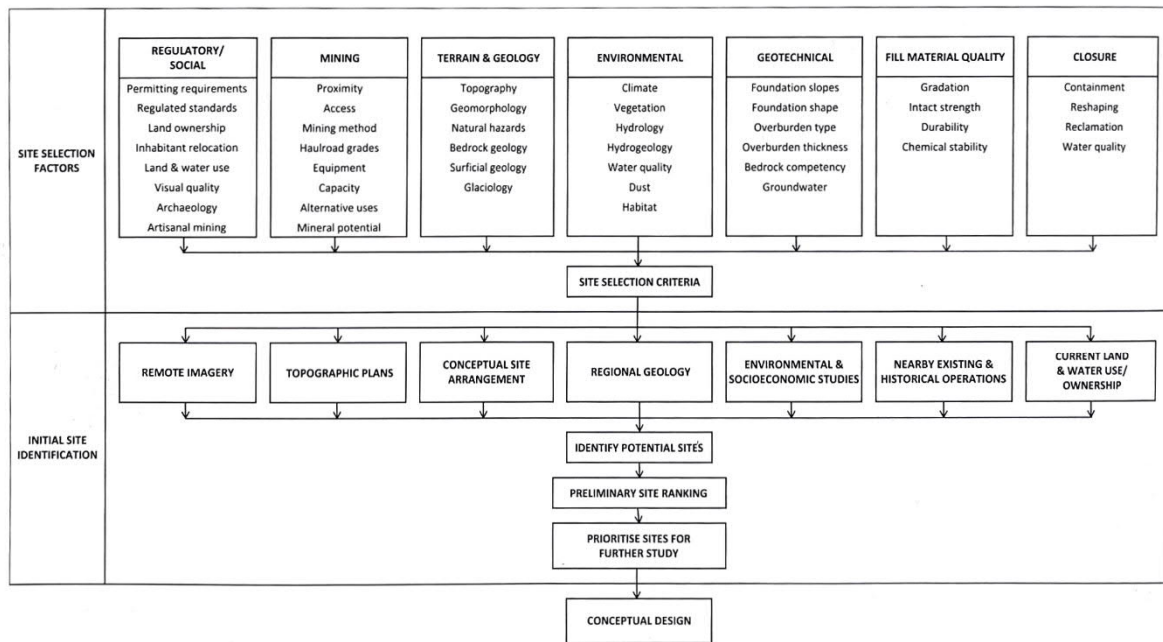 SITE SELECTION
FACTORS
REGULATORY/
SOCIAL
Permitting requirements
Regulated standards
Land ownership
Inhabitant relocation
Land & water use
Visual quality
Archaeology
Artisanal mining
MINING
Proximity
Access
Mining method
Haulroad grades
Equipment
Capacity
Alternative uses
Mineral potential
TERRAIN & GEOLOGY
Topography
Geomorphology
Natural hazards
Bedrock geology
Surficial geology
Glaciology
ENVIRONMENTAL
Climate
Vegetation
Hydrology
Hydrogeology
Water quality
Dust
Habitat
GEOTECHNICAL
Foundation slopes
Foundation shape
Overburden type
Overburden thickness
Bedrock competency
Groundwater
FILL MATERIAL QUALITY
Gradation
Intact strength
Durability
Chemical stability
CLOSURE
Containment
Reshaping
Reclamation
Water quality
SITE SELECTION CRITERIA
INITIAL SITE
IDENTIFICATION
REMOTE IMAGERY
TOPOGRAPHIC PLANS
CONCEPTUAL SITE
ARRANGEMENT
REGIONAL GEOLOGY
ENVIRONMENTAL &
SOCIOECONOMIC STUDIES
NEARBY EXISTING &
HISTORICAL OPERATIONS
CURRENT LAND
& WATER USE/
OWNERSHIP
IDENTIFY POTENTIAL SITES
PRELIMINARY SITE RANKING
PRIORITISE SITES FOR
FURTHER STUDY
CONCEPTUAL DESIGN